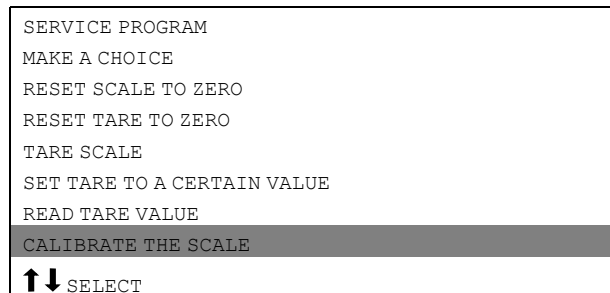 SERVICE PROGRAM
MAKE A CHOICE
RESET SCALE TO ZERO
RESET TARE TO ZERO
TARE SCALE
SET TARE TO A CERTAIN VALUE
READ TARE VALUE
CALIBRATE THE SCALE
⬆⬇ SELECT